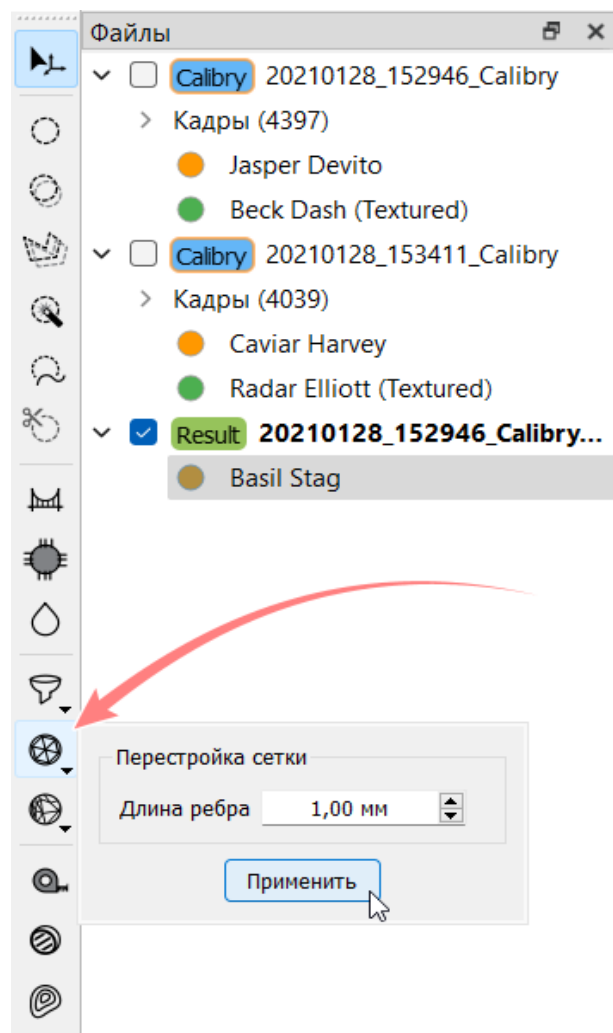 Файлы
Calibry 20210128_152946_Calibry
Кадры (4397)
Jasper Devito
Beck Dash (Textured)
Calibry 20210128_153411_Calibry
Кадры (4039)
Caviar Harvey
Radar Elliott (Textured)
Result 20210128_152946_Calibry...
Basil Stag
Перестройка сетки
Длина ребра 1,00 мм
Применить